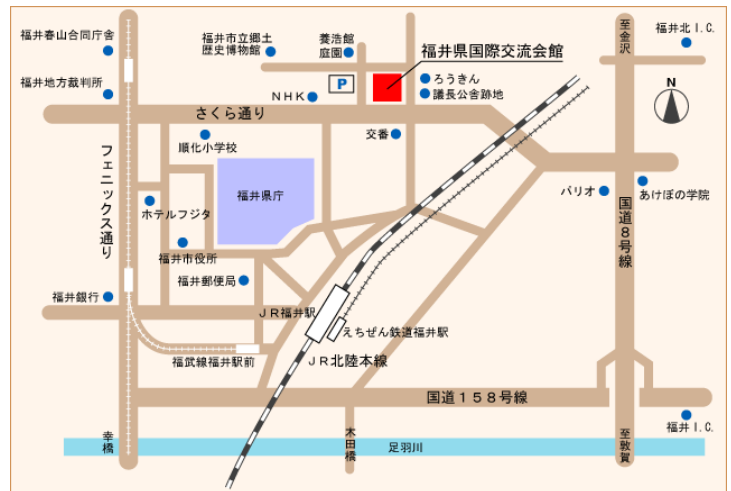 福井春山合同庁舎
福井市立郷土
歴史博物館
養浩館
庭園
福井県国際交流会館
至金沢
福井北I.C.
福井地方裁判所
P
ろうきん
議長公舎跡地
NHK
N
さくら通り
順化小学校
交番
フェニックス通り
福井県庁
バリオ
あけぼの学院
ホテルフジタ
国道8号線
福井市役所
福井郵便局
福井銀行
JR福井駅
えちぜん鉄道福井駅
福武線福井駅前
JR北陸本線
国道158号線
福井I.C.
幸橋
木田橋
足羽川
至敦賀